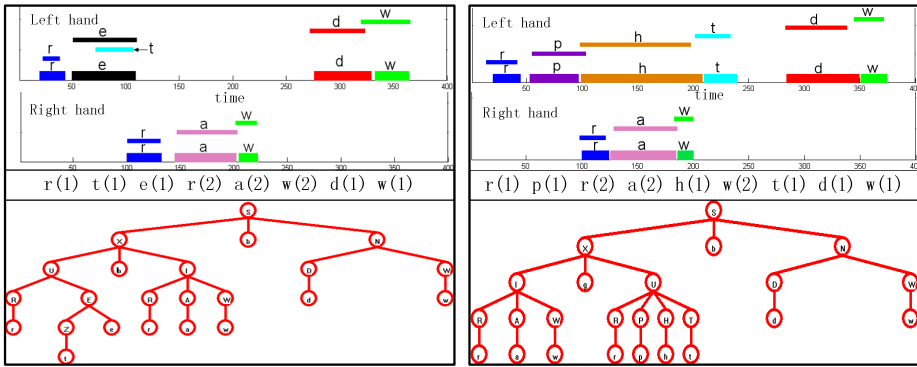 Left hand
w
e
d
t
r
r e d w
50 100 150 200 250 300 350 400
time
Right hand
w
a
r
r a w
50 100 150 200 250 300 350 400
r(1) t(1) e(1) r(2) a(2) w(2) d(1) w(1)
S
X b N
U I D W
R E R A W d w
r Z e r a w
t
Left hand
w
t
d
h
p
r
r p h t d w
50 100 150 200 250 300 350 400
time
Right hand
w
a
r
r a w
50 100 150 200 250 300 350 400
r(1) p(1) r(2) a(2) h(1) w(2) t(1) d(1) w(1)
S
X b N
I U D W
R A W R P H T d w
r a w r p h t